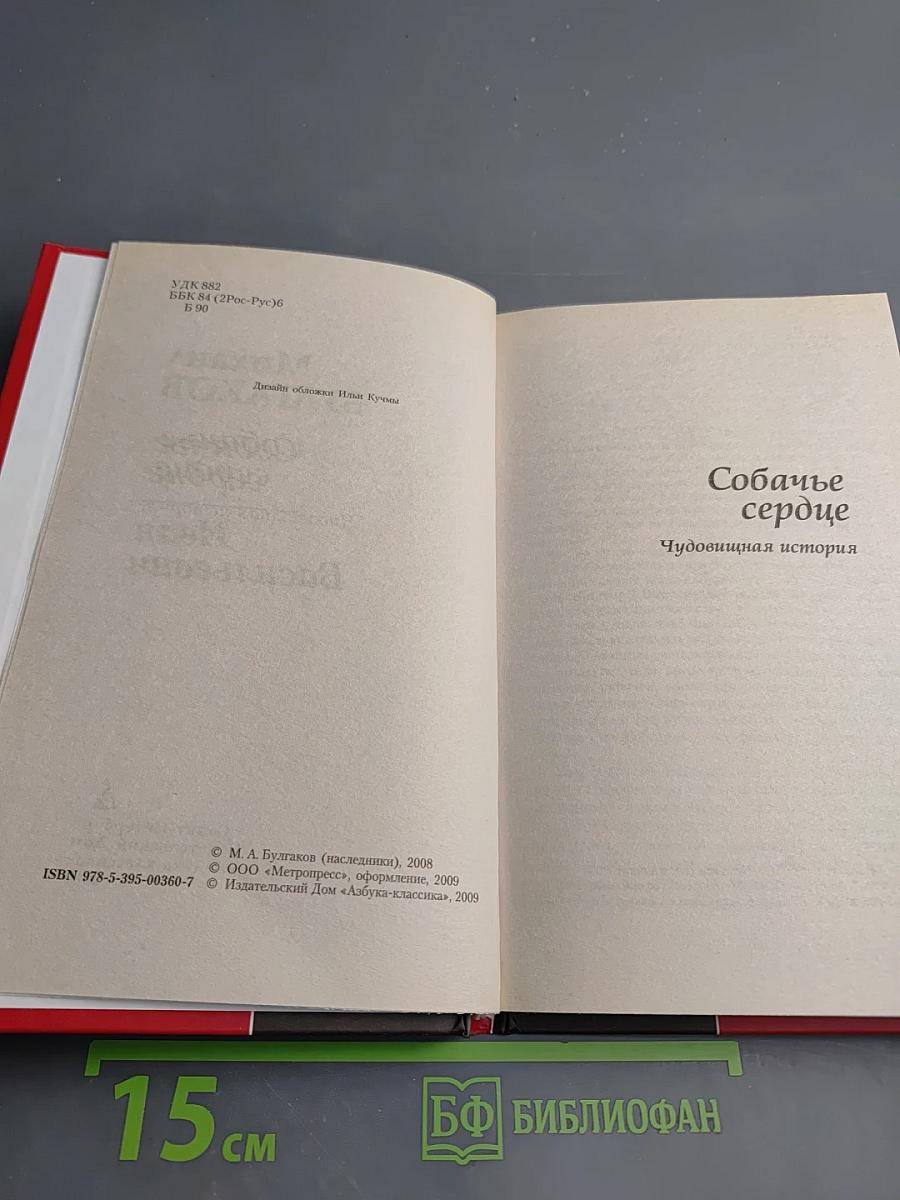 УДК 882
ББК 84 (2Рос-Рус)6
Б 90
Дизайн обложки Ильи Кучмы
© М. А. Булгаков (наследники), 2008
© ООО «Метропресс», оформление, 2009
ISBN 978-5-395-00360-7 © Издательский Дом «Азбука-классика», 2009
Собачье
сердце
Чудовищная история
15 см
БФ БИБЛИОФАН